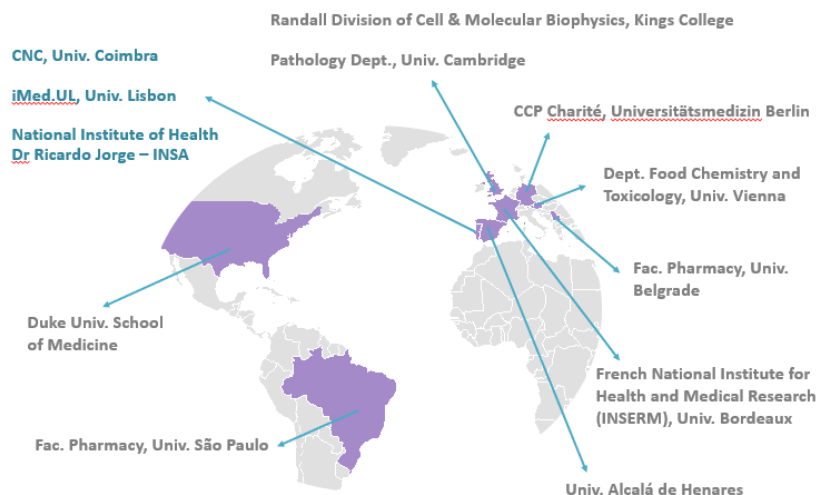 Randall Division of Cell & Molecular Biophysics, Kings College
Pathology Dept., Univ. Cambridge
CNC, Univ. Coimbra
iMed.UL, Univ. Lisbon
National Institute of Health
Dr Ricardo Jorge – INSA
CCP Charité, Universitätsmedizin Berlin
Dept. Food Chemistry and
Toxicology, Univ. Vienna
Fac. Pharmacy, Univ.
Belgrade
Duke Univ. School
of Medicine
French National Institute for
Health and Medical Research
(INSERM), Univ. Bordeaux
Fac. Pharmacy, Univ. São Paulo
Univ. Alcalá de Henares